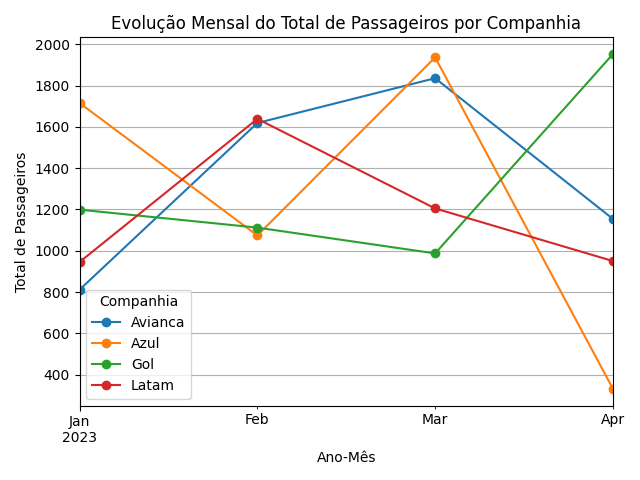 Evolução Mensal do Total de Passageiros por Companhia
Total de Passageiros
2000
1800
1600
1400
1200
1000
800
600
400
Companhia
Avianca
Azul
Gol
Latam
Jan
2023
Feb
Mar
Apr
Ano-Mês